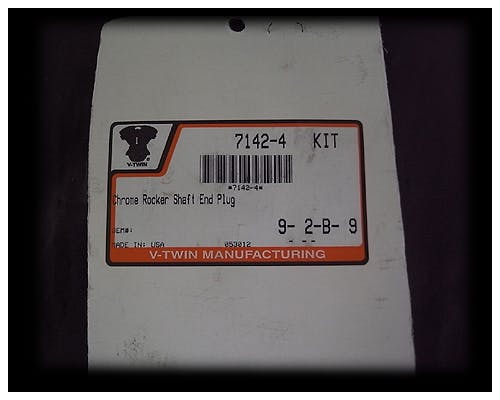 7142-4 KIT
V-TWIN
*7142-4*
Chrome Rocker Shaft End Plug
OEM#:
9- 2-B- 9
MADE IN: USA 053012
- - -
V-TWIN MANUFACTURING